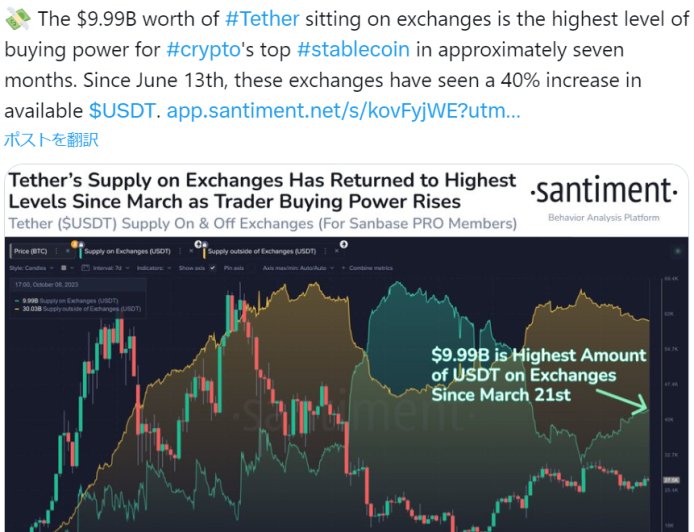 💸 The $9.99B worth of #Tether sitting on exchanges is the highest level of
buying power for #crypto's top #stablecoin in approximately seven
months. Since June 13th, these exchanges have seen a 40% increase in
available $USDT. app.santiment.net/s/kovFyjWE?utm…
ポストを翻訳
Tether's Supply on Exchanges Has Returned to Highest
Levels Since March as Trader Buying Power Rises
Tether ($USDT) Supply On & Off Exchanges (For Sanbase PRO Members)
·santiment·
Behavior Analysis Platform
Price (BTC)
Supply on Exchanges (USDT)
Supply outside of Exchanges (USDT)
Style: Candles
Interval: 7d
Indicators:
Show axis
Pin axis
Axis max/min: Auto/Auto
Combine metrics
17:00, October 08, 2023
9.99B Supply on Exchanges (USDT)
30.03B Supply outside of Exchanges (USDT)
·santiment·
$9.99B is Highest Amount
of USDT on Exchanges
Since March 21st
62K
54.7K
47.4K
40K
32.7K
25.4K
18K